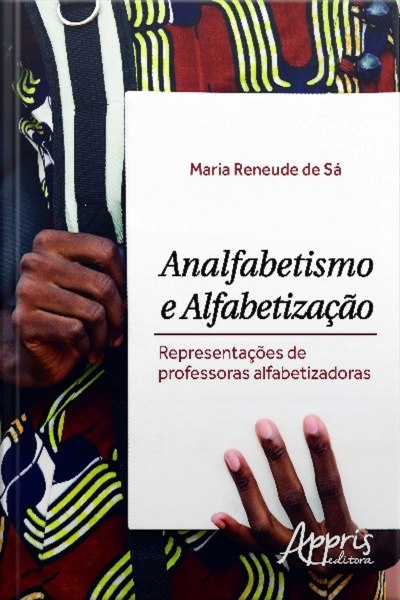 Maria Reneude de Sá
Analfabetismo
e Alfabetização
Representações de
professoras alfabetizadoras
Appris
editora